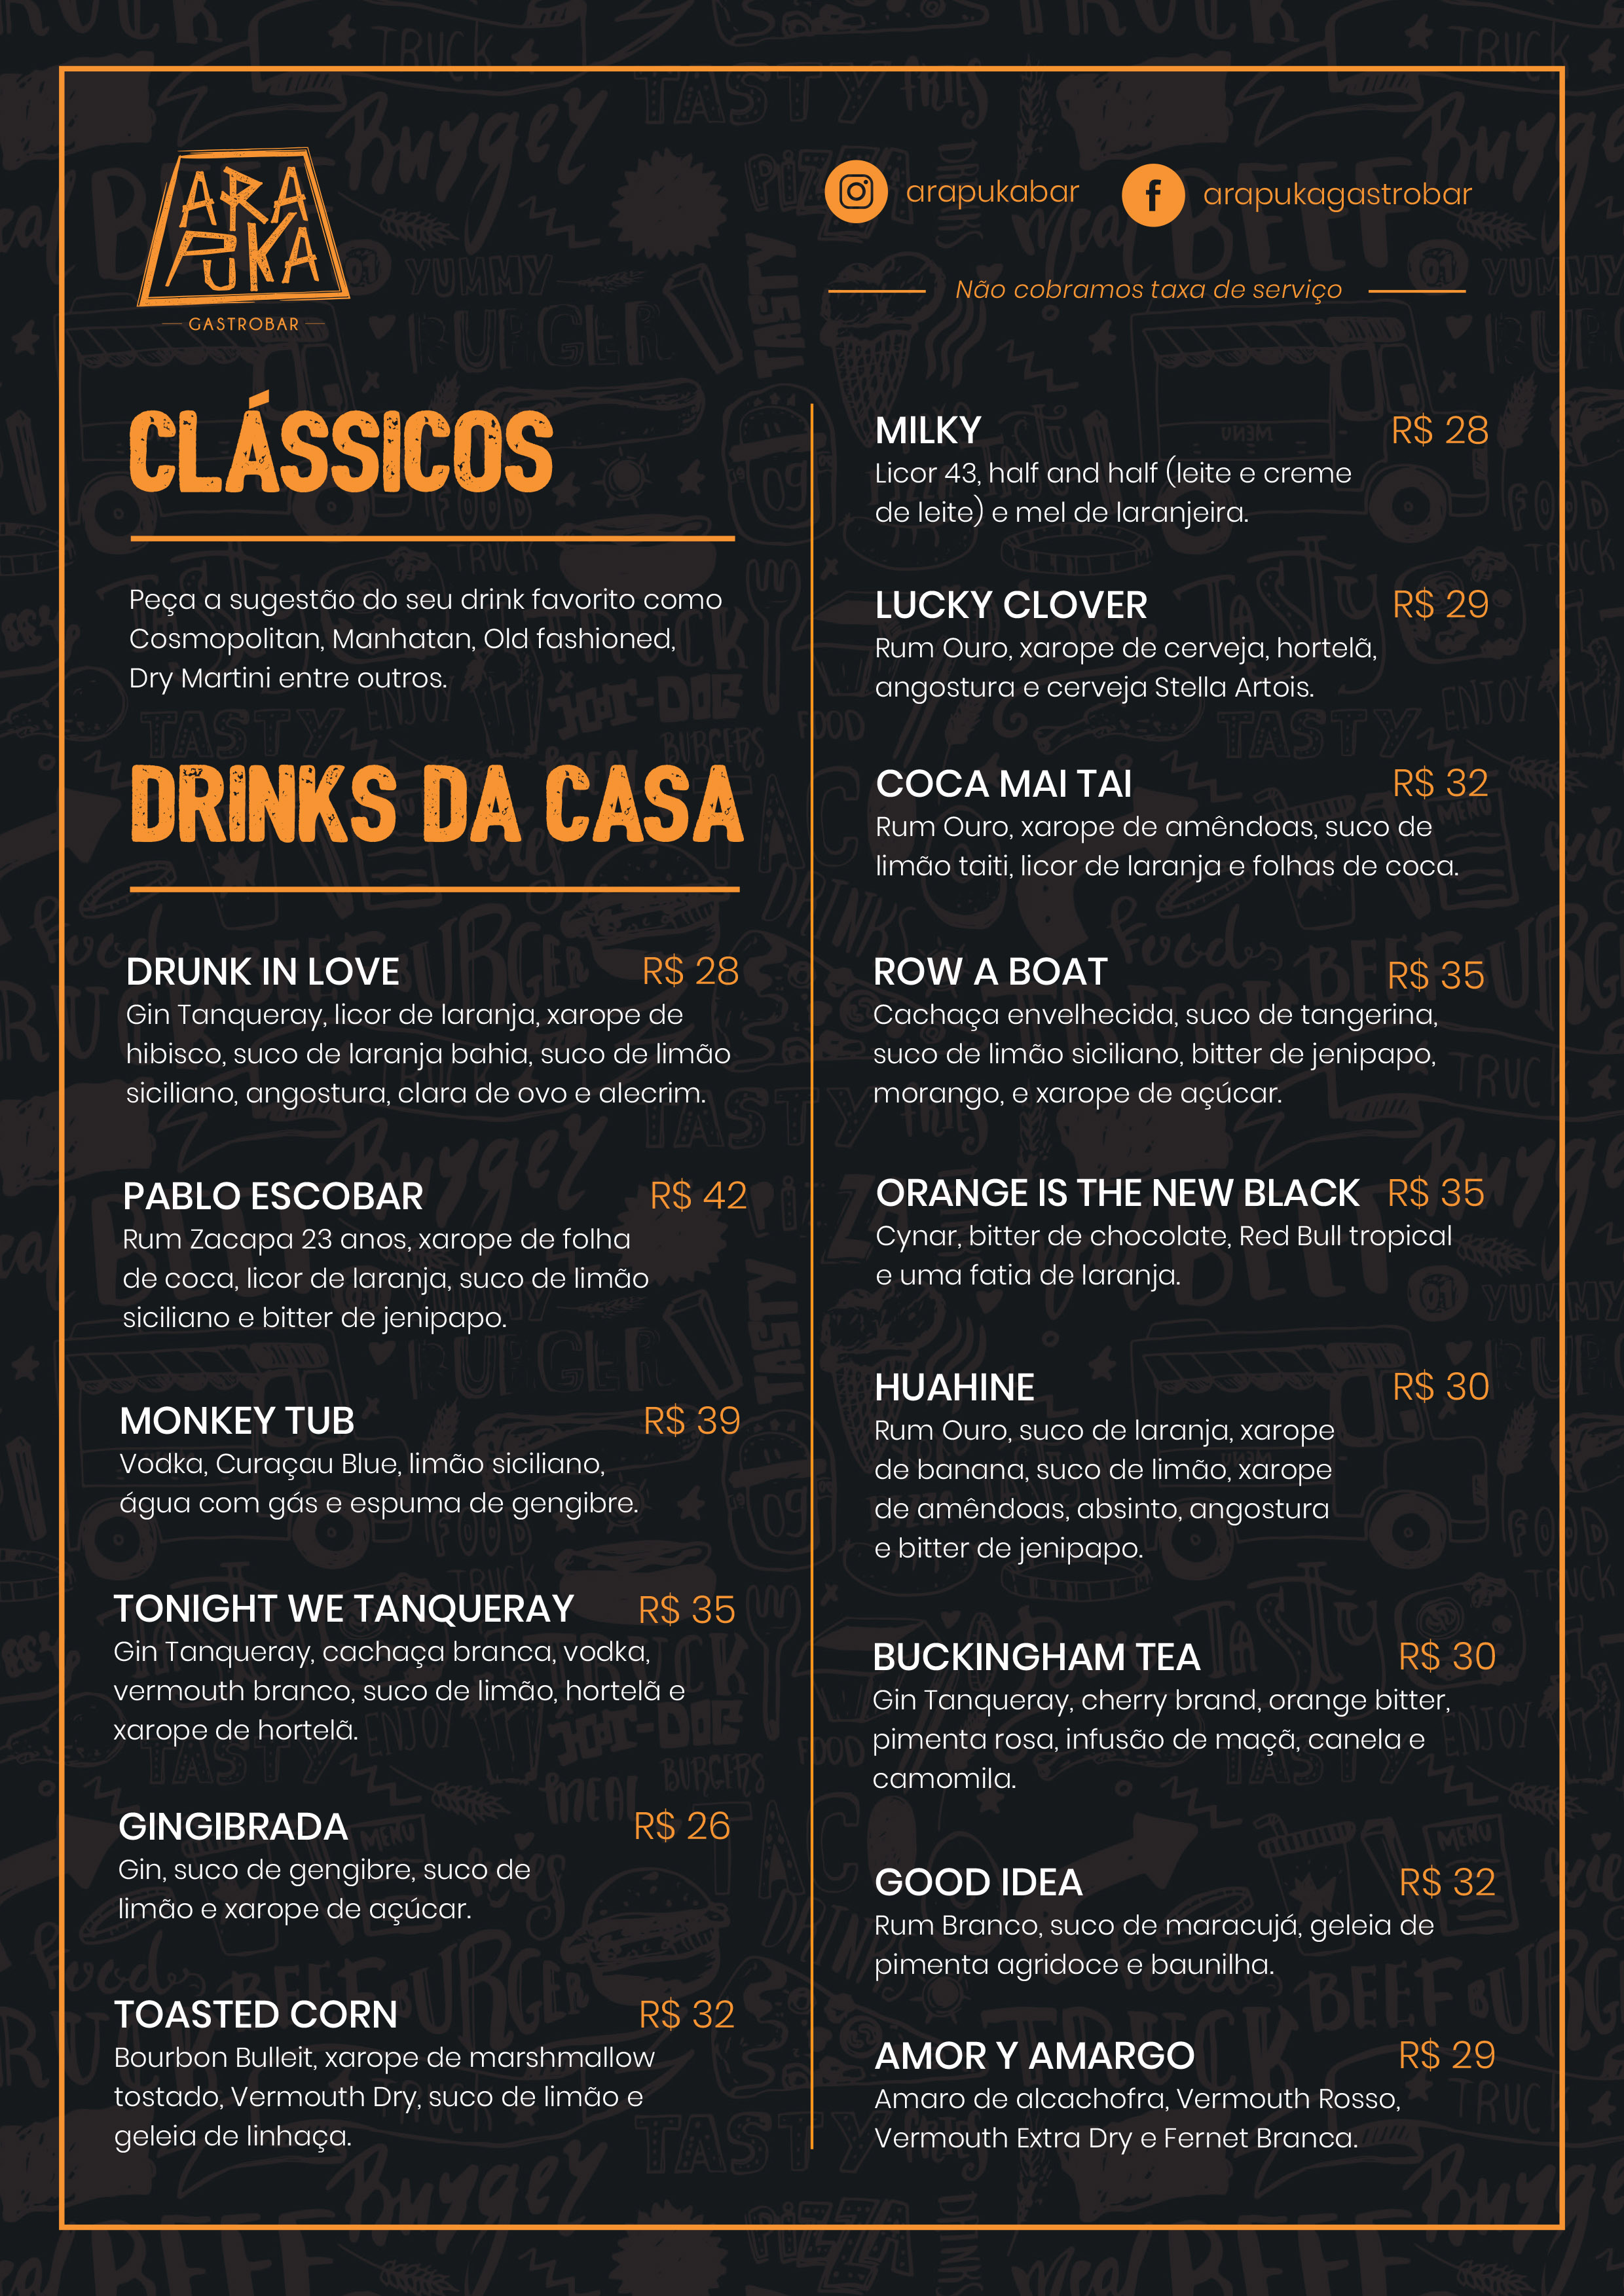 ARA
PUKÁ
GASTROBAR
arapukabar
arapukagastrobar
Não cobramos taxa de serviço
CLÁSSICOS
Peça a sugestão do seu drink favorito como
Cosmopolitan, Manhatan, Old fashioned,
Dry Martini entre outros.
DRINKS DA CASA
DRUNK IN LOVE R$ 28
Gin Tanqueray, licor de laranja, xarope de
hibisco, suco de laranja bahia, suco de limão
siciliano, angostura, clara de ovo e alecrim.
PABLO ESCOBAR R$ 42
Rum Zacapa 23 anos, xarope de folha
de coca, licor de laranja, suco de limão
siciliano e bitter de jenipapo.
MONKEY TUB R$ 39
Vodka, Curaçau Blue, limão siciliano,
água com gás e espuma de gengibre.
TONIGHT WE TANQUERAY R$ 35
Gin Tanqueray, cachaça branca, vodka,
vermouth branco, suco de limão, hortelã e
xarope de hortelã.
GINGIBRADA R$ 26
Gin, suco de gengibre, suco de
limão e xarope de açúcar.
TOASTED CORN R$ 32
Bourbon Bulleit, xarope de marshmallow
tostado, Vermouth Dry, suco de limão e
geleia de linhaça.
MILKY R$ 28
Licor 43, half and half (leite e creme
de leite) e mel de laranjeira.
LUCKY CLOVER R$ 29
Rum Ouro, xarope de cerveja, hortelã,
angostura e cerveja Stella Artois.
COCA MAI TAI R$ 32
Rum Ouro, xarope de amêndoas, suco de
limão taiti, licor de laranja e folhas de coca.
ROW A BOAT R$ 35
Cachaça envelhecida, suco de tangerina,
suco de limão siciliano, bitter de jenipapo,
morango, e xarope de açúcar.
ORANGE IS THE NEW BLACK R$ 35
Cynar, bitter de chocolate, Red Bull tropical
e uma fatia de laranja.
HUAHINE R$ 30
Rum Ouro, suco de laranja, xarope
de banana, suco de limão, xarope
de amêndoas, absinto, angostura
e bitter de jenipapo.
BUCKINGHAM TEA R$ 30
Gin Tanqueray, cherry brand, orange bitter,
pimenta rosa, infusão de maçã, canela e
camomila.
GOOD IDEA R$ 32
Rum Branco, suco de maracujá, geleia de
pimenta agridoce e baunilha.
AMOR Y AMARGO R$ 29
Amaro de alcachofra, Vermouth Rosso,
Vermouth Extra Dry e Fernet Branca.